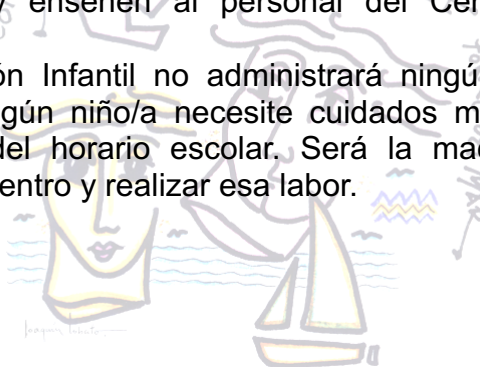 y enseñen al personal del Cen
ón Infantil no administrará ningú
gún niño/a necesite cuidados m
del horario escolar. Será la mad
entro y realizar esa labor.